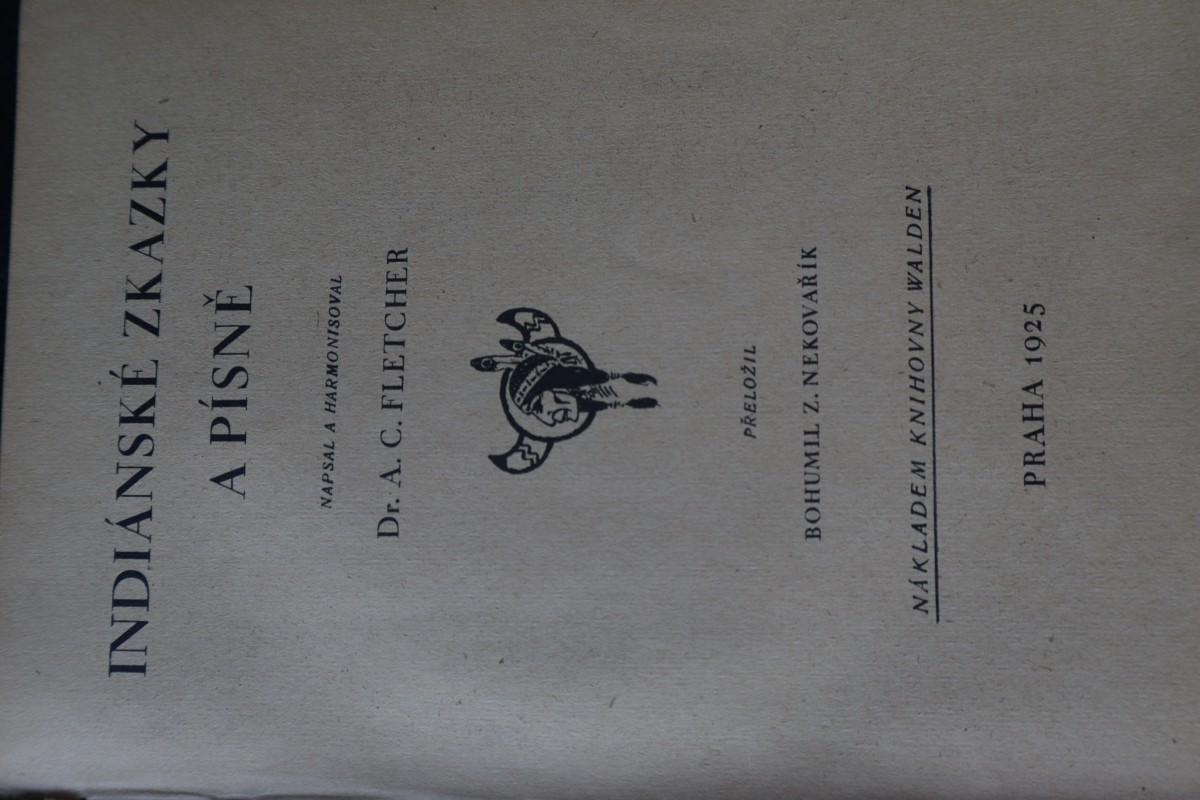 INDIÁNSKÉ ZKAZKY
A PÍSNĚ
NAPSAL A HARMONISOVAL
Dr. A. C. FLETCHER
PŘELOŽIL
BOHUMIL Z. NEKOVAŘÍK
NÁKLADEM KNIHOVNY WALDEN
PRAHA 1925